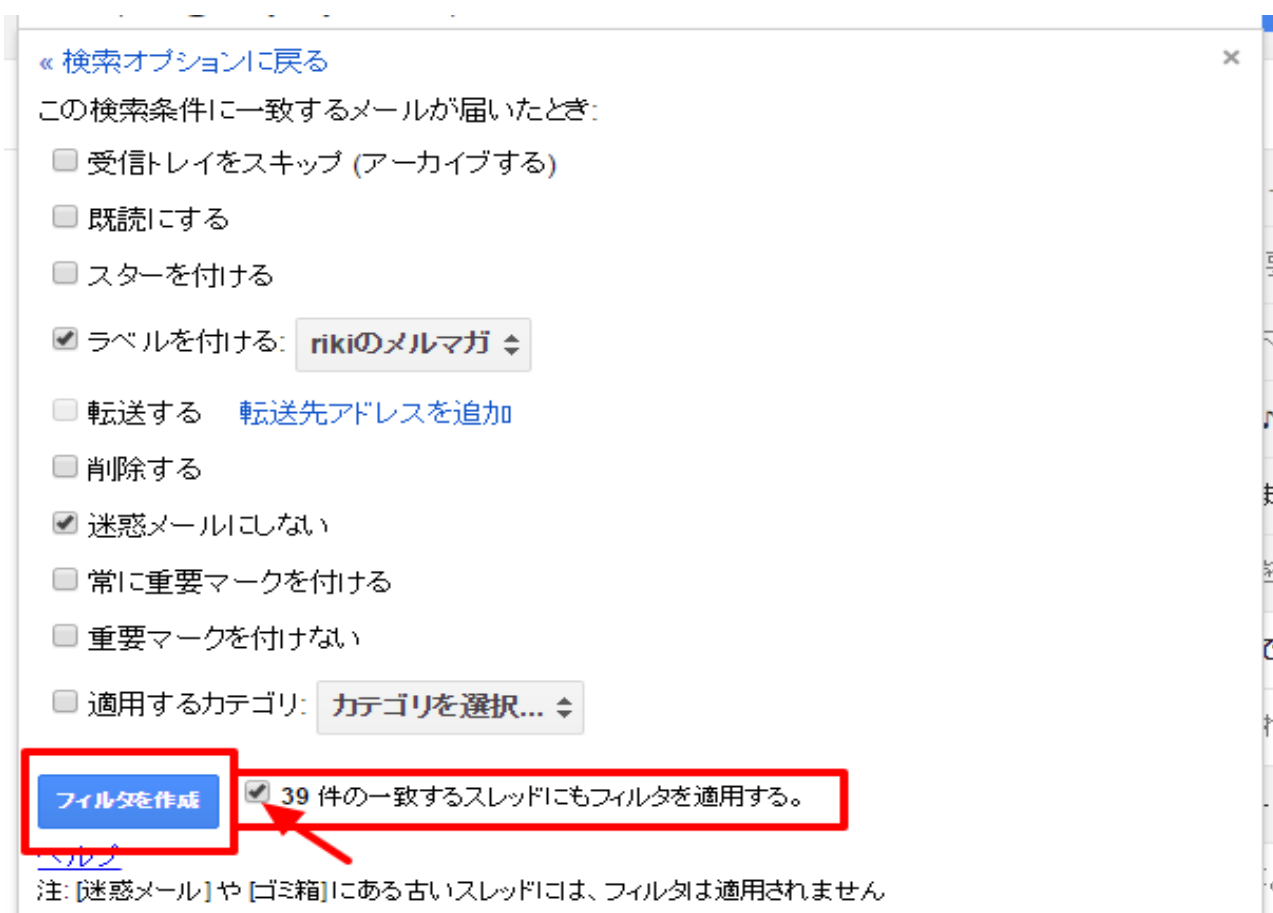 « 検索オプションに戻る ×
この検索条件に一致するメールが届いたとき:
受信トレイをスキップ (アーカイブする)
既読にする
スターを付ける
ラベルを付ける: rikiのメルマガ
転送する 転送先アドレスを追加
削除する
迷惑メールにしない
常に重要マークを付ける
重要マークを付けない
適用するカテゴリ: カテゴリを選択...
フィルタを作成 39 件の一致するスレッドにもフィルタを適用する。
ヘルプ
注: [迷惑メール] や [ゴミ箱] にある古いスレッドには、フィルタは適用されません